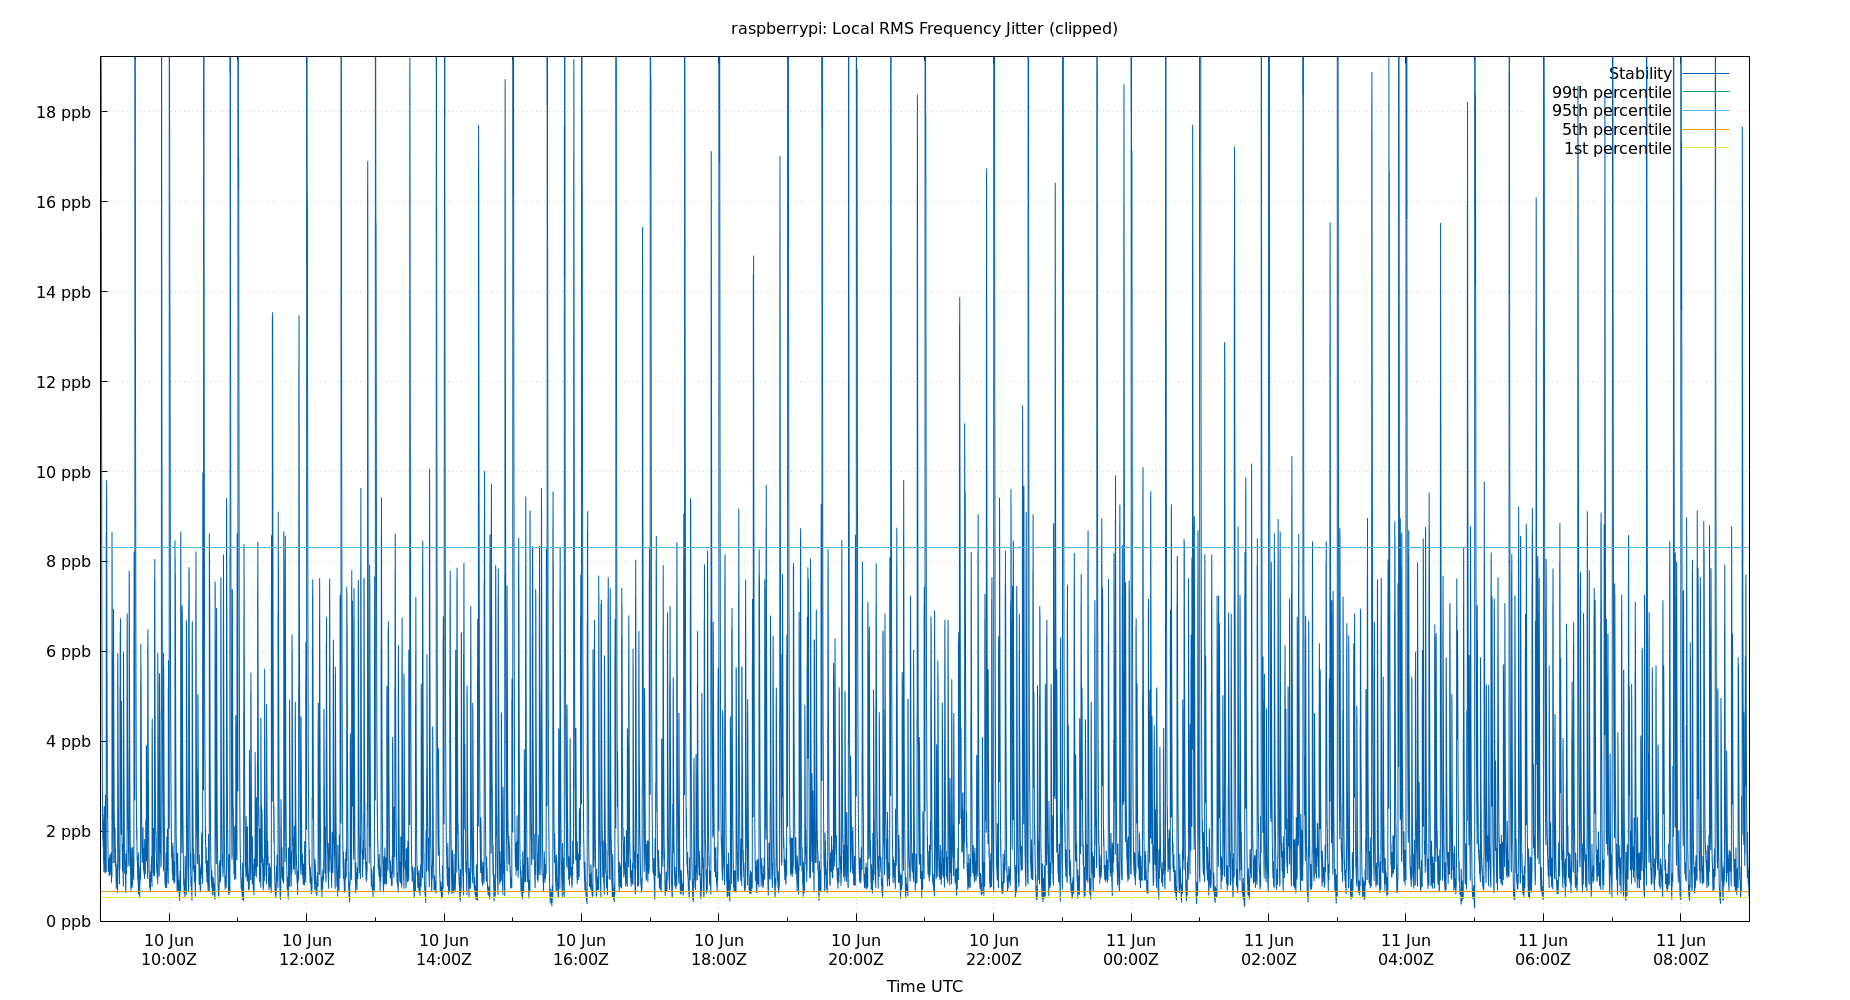 raspberrypi: Local RMS Frequency Jitter (clipped)
Stability
99th percentile
95th percentile
5th percentile
1st percentile
18 ppb
16 ppb
14 ppb
12 ppb
10 ppb
8 ppb
6 ppb
4 ppb
2 ppb
0 ppb
10 Jun 10 Jun 10 Jun 10 Jun 10 Jun 10 Jun 10 Jun 11 Jun 11 Jun 11 Jun 11 Jun 11 Jun
10:00Z 12:00Z 14:00Z 16:00Z 18:00Z 20:00Z 22:00Z 00:00Z 02:00Z 04:00Z 06:00Z 08:00Z
Time UTC